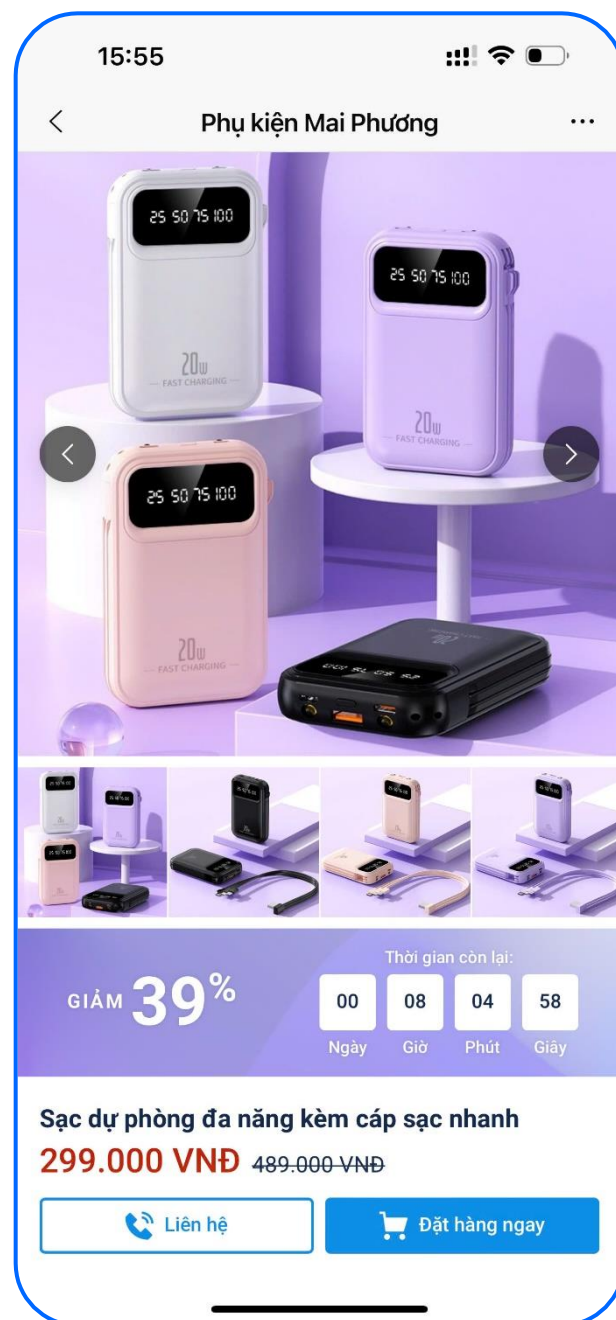 15:55
Phụ kiện Mai Phương
25 50 75 100
25 50 75 100
20W
FAST CHARGING
20W
FAST CHARGING
25 50 75 100
20W
FAST CHARGING
Thời gian còn lại:
GIẢM 39%
00 08 04 58
Ngày Giờ Phút Giây
Sạc dự phòng đa năng kèm cáp sạc nhanh
299.000 VNĐ 489.000 VNĐ
Liên hệ
Đặt hàng ngay